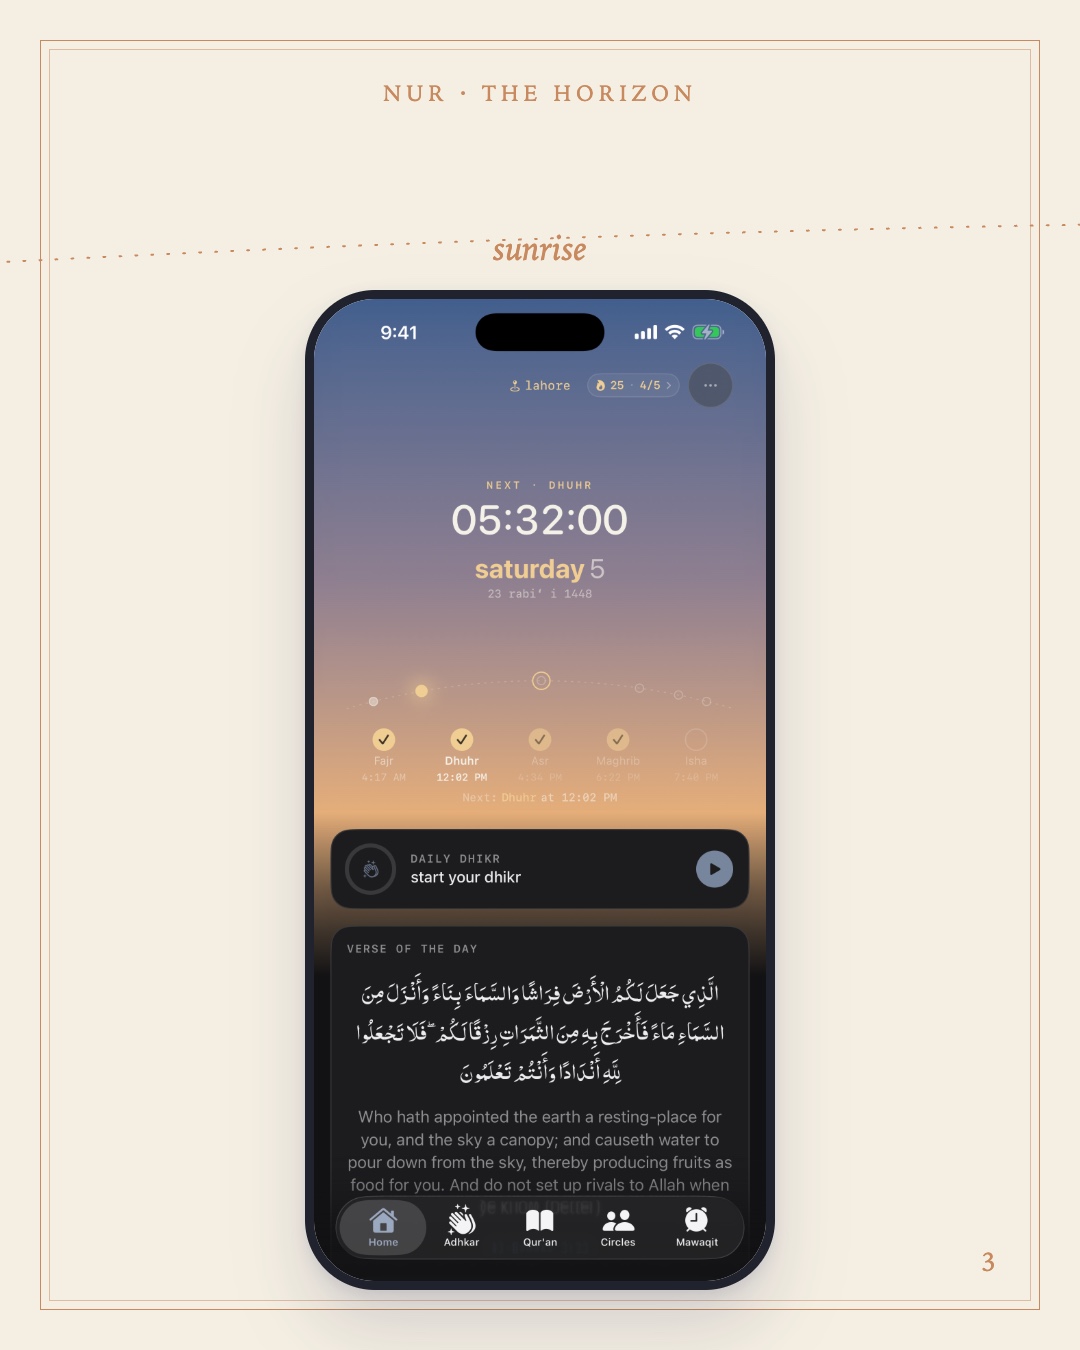 NUR · THE HORIZON
sunrise
9:41
lahore 25 · 4/5
NEXT · DHUHR
05:32:00
saturday 5
23 rabiʻ i 1448
Fajr Dhuhr Asr Maghrib Isha
4:17 AM 12:02 PM 4:34 PM 6:22 PM 7:40 PM
Next: Dhuhr at 12:02 PM
DAILY DHIKR
start your dhikr
VERSE OF THE DAY
الَّذِي جَعَلَ لَكُمُ الْأَرْضَ فِرَاشًا وَالسَّمَاءَ بِنَاءً وَأَنْزَلَ مِنَ
السَّمَاءِ مَاءً فَأَخْرَجَ بِهِ مِنَ الثَّمَرَاتِ رِزْقًا لَكُمْ ۖ فَلَا تَجْعَلُوا
لِلَّهِ أَنْدَادًا وَأَنْتُمْ تَعْلَمُونَ
Who hath appointed the earth a resting-place for
you, and the sky a canopy; and causeth water to
pour down from the sky, thereby producing fruits as
food for you. And do not set up rivals to Allah when
Home Adhkar Qur'an Circles Mawaqit
3